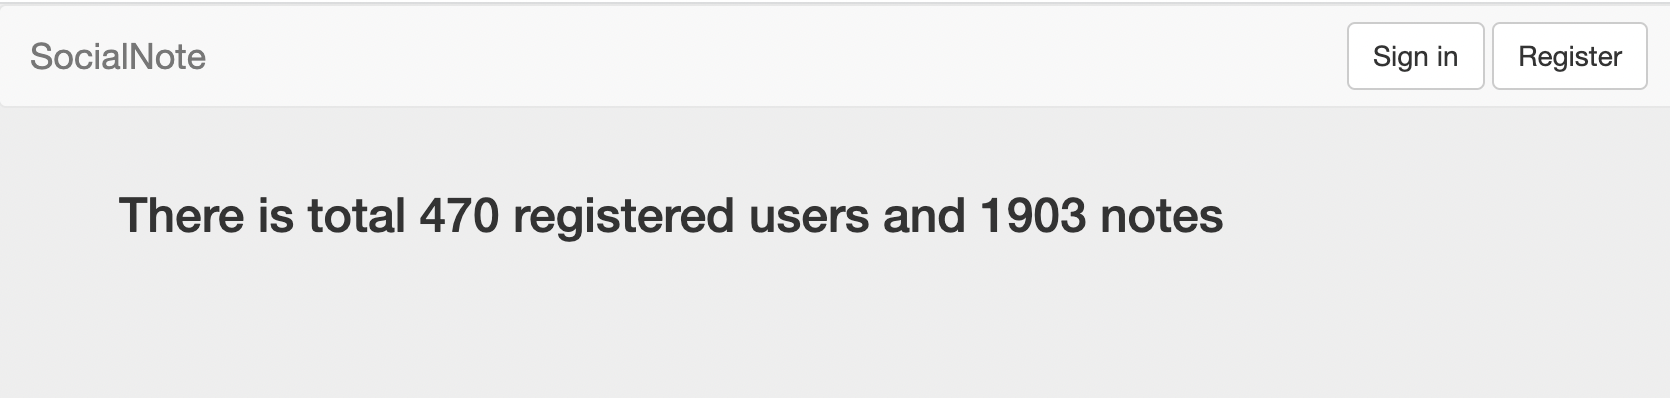 SocialNote
Sign in
Register
There is total 470 registered users and 1903 notes